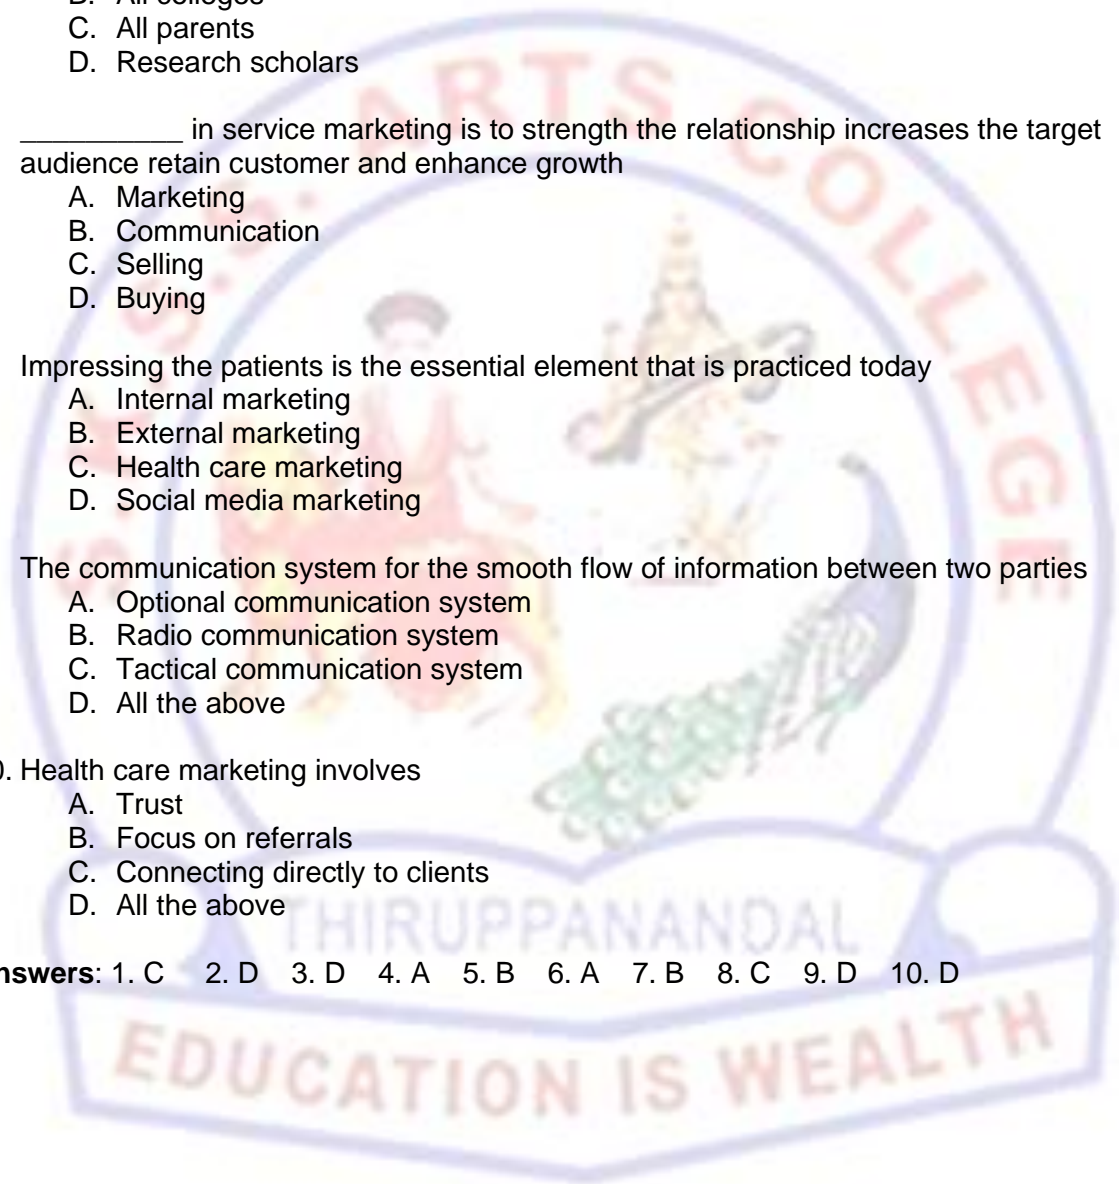 B. All colleges
C. All parents
D. Research scholars
__________ in service marketing is to strength the relationship increases the target
audience retain customer and enhance growth
A. Marketing
B. Communication
C. Selling
D. Buying
Impressing the patients is the essential element that is practiced today
A. Internal marketing
B. External marketing
C. Health care marketing
D. Social media marketing
The communication system for the smooth flow of information between two parties
A. Optional communication system
B. Radio communication system
C. Tactical communication system
D. All the above
0. Health care marketing involves
A. Trust
B. Focus on referrals
C. Connecting directly to clients
D. All the above
nswers: 1. C 2. D 3. D 4. A 5. B 6. A 7. B 8. C 9. D 10. D
S.S. ARTS COLLEGE
THIRUPPANANDAL
EDUCATION IS WEALTH